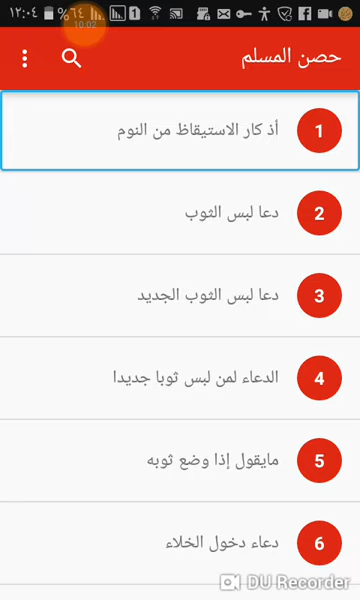 ١٢:٠٤ ٦٤% 1
10:02
حصن المسلم
1 أذ كار الاستيقاظ من النوم
2 دعا لبس الثوب
3 دعا لبس الثوب الجديد
4 الدعاء لمن لبس ثوبا جديدا
5 مايقول إذا وضع ثوبه
6 دعاء دخول الخلاء
DU Recorder